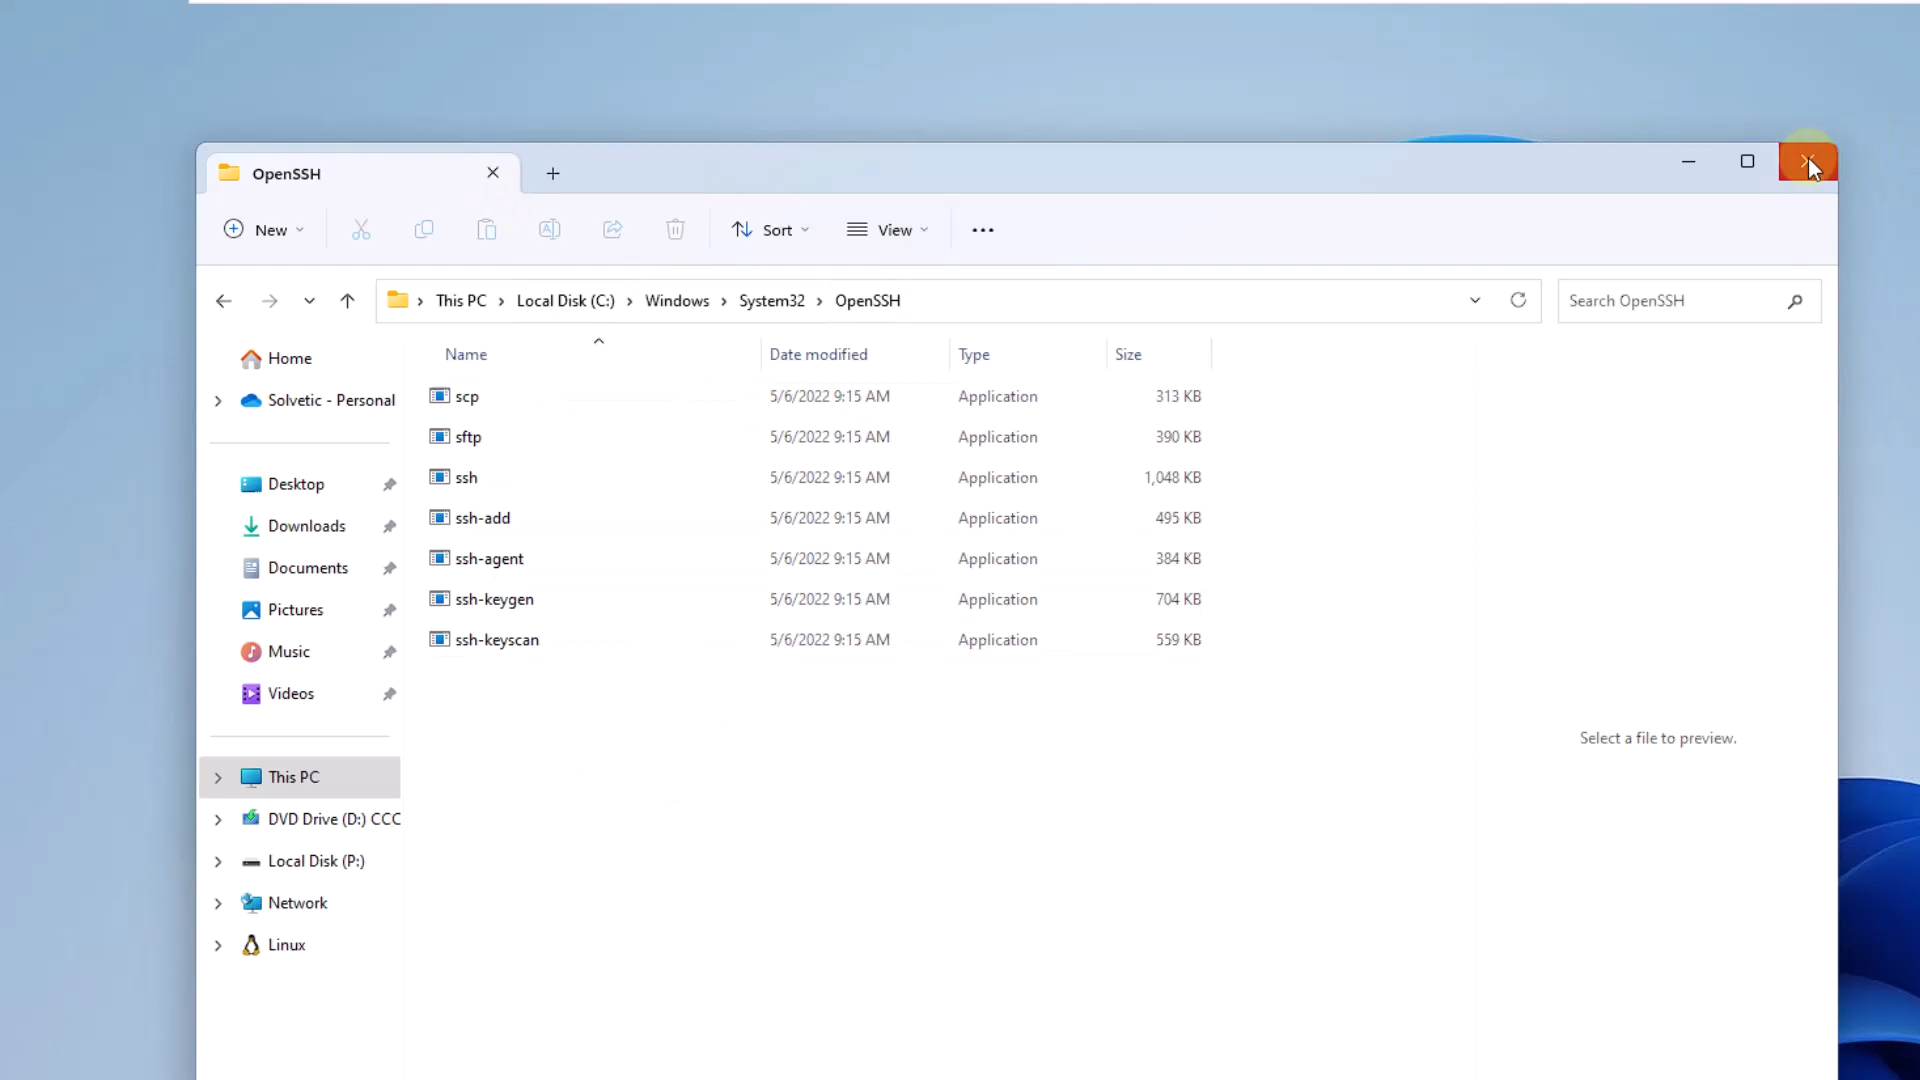 OpenSSH
New
Sort
View
This PC
Local Disk (C:)
Windows
System32
OpenSSH
Search OpenSSH
Home
Solvetic - Personal
Desktop
Downloads
Documents
Pictures
Music
Videos
This PC
DVD Drive (D:) CCC
Local Disk (P:)
Network
Linux
Name Date modified Type Size
scp 5/6/2022 9:15 AM Application 313 KB
sftp 5/6/2022 9:15 AM Application 390 KB
ssh 5/6/2022 9:15 AM Application 1,048 KB
ssh-add 5/6/2022 9:15 AM Application 495 KB
ssh-agent 5/6/2022 9:15 AM Application 384 KB
ssh-keygen 5/6/2022 9:15 AM Application 704 KB
ssh-keyscan 5/6/2022 9:15 AM Application 559 KB
Select a file to preview.